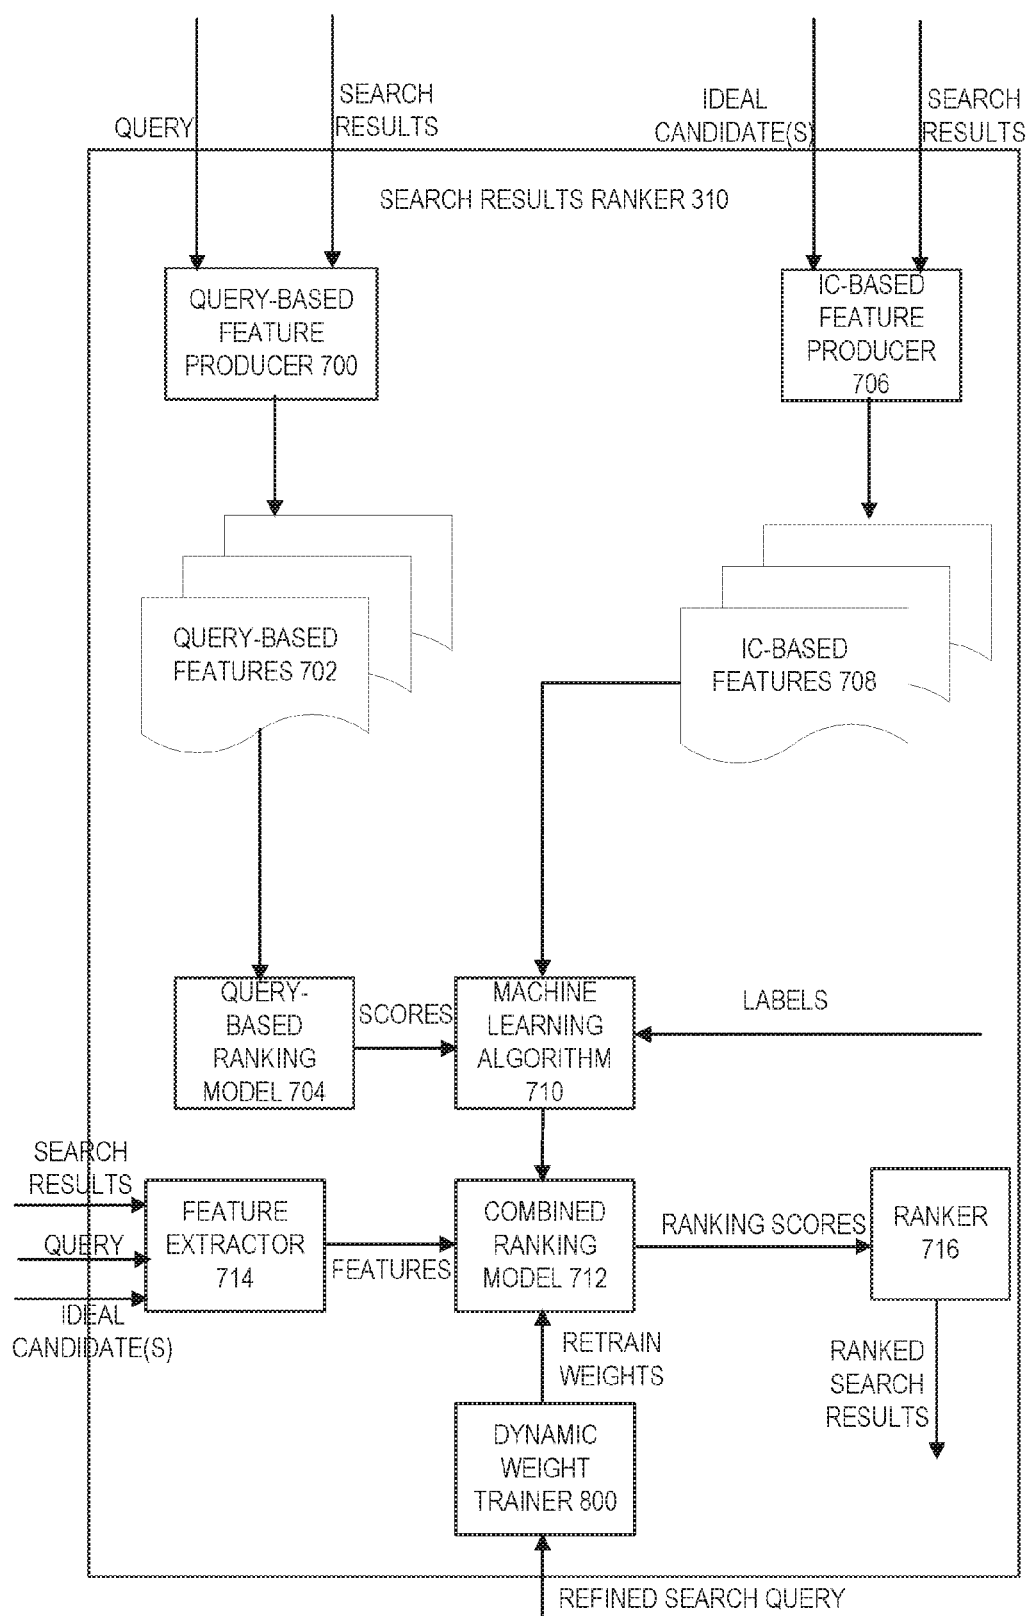 QUERY
SEARCH
RESULTS
IDEAL
CANDIDATE(S)
SEARCH
RESULTS
SEARCH RESULTS RANKER 310
QUERY-BASED
FEATURE
PRODUCER 700
IC-BASED
FEATURE
PRODUCER
706
QUERY-BASED
FEATURES 702
IC-BASED
FEATURES 708
QUERY-
BASED
RANKING
MODEL 704
SCORES
MACHINE
LEARNING
ALGORITHM
710
LABELS
SEARCH
RESULTS
QUERY
IDEAL
CANDIDATE(S)
FEATURE
EXTRACTOR
714
FEATURES
COMBINED
RANKING
MODEL 712
RANKING SCORES
RANKER
716
RETRAIN
WEIGHTS
RANKED
SEARCH
RESULTS
DYNAMIC
WEIGHT
TRAINER 800
REFINED SEARCH QUERY